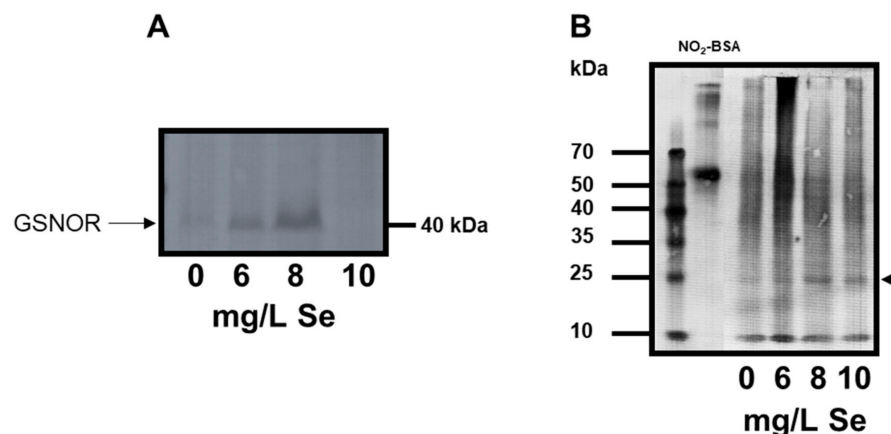 A
GSNOR
40 kDa
0 6 8 10
mg/L Se
B
NO₂-BSA
kDa
70
50
40
35
25
10
0 6 8 10
mg/L Se